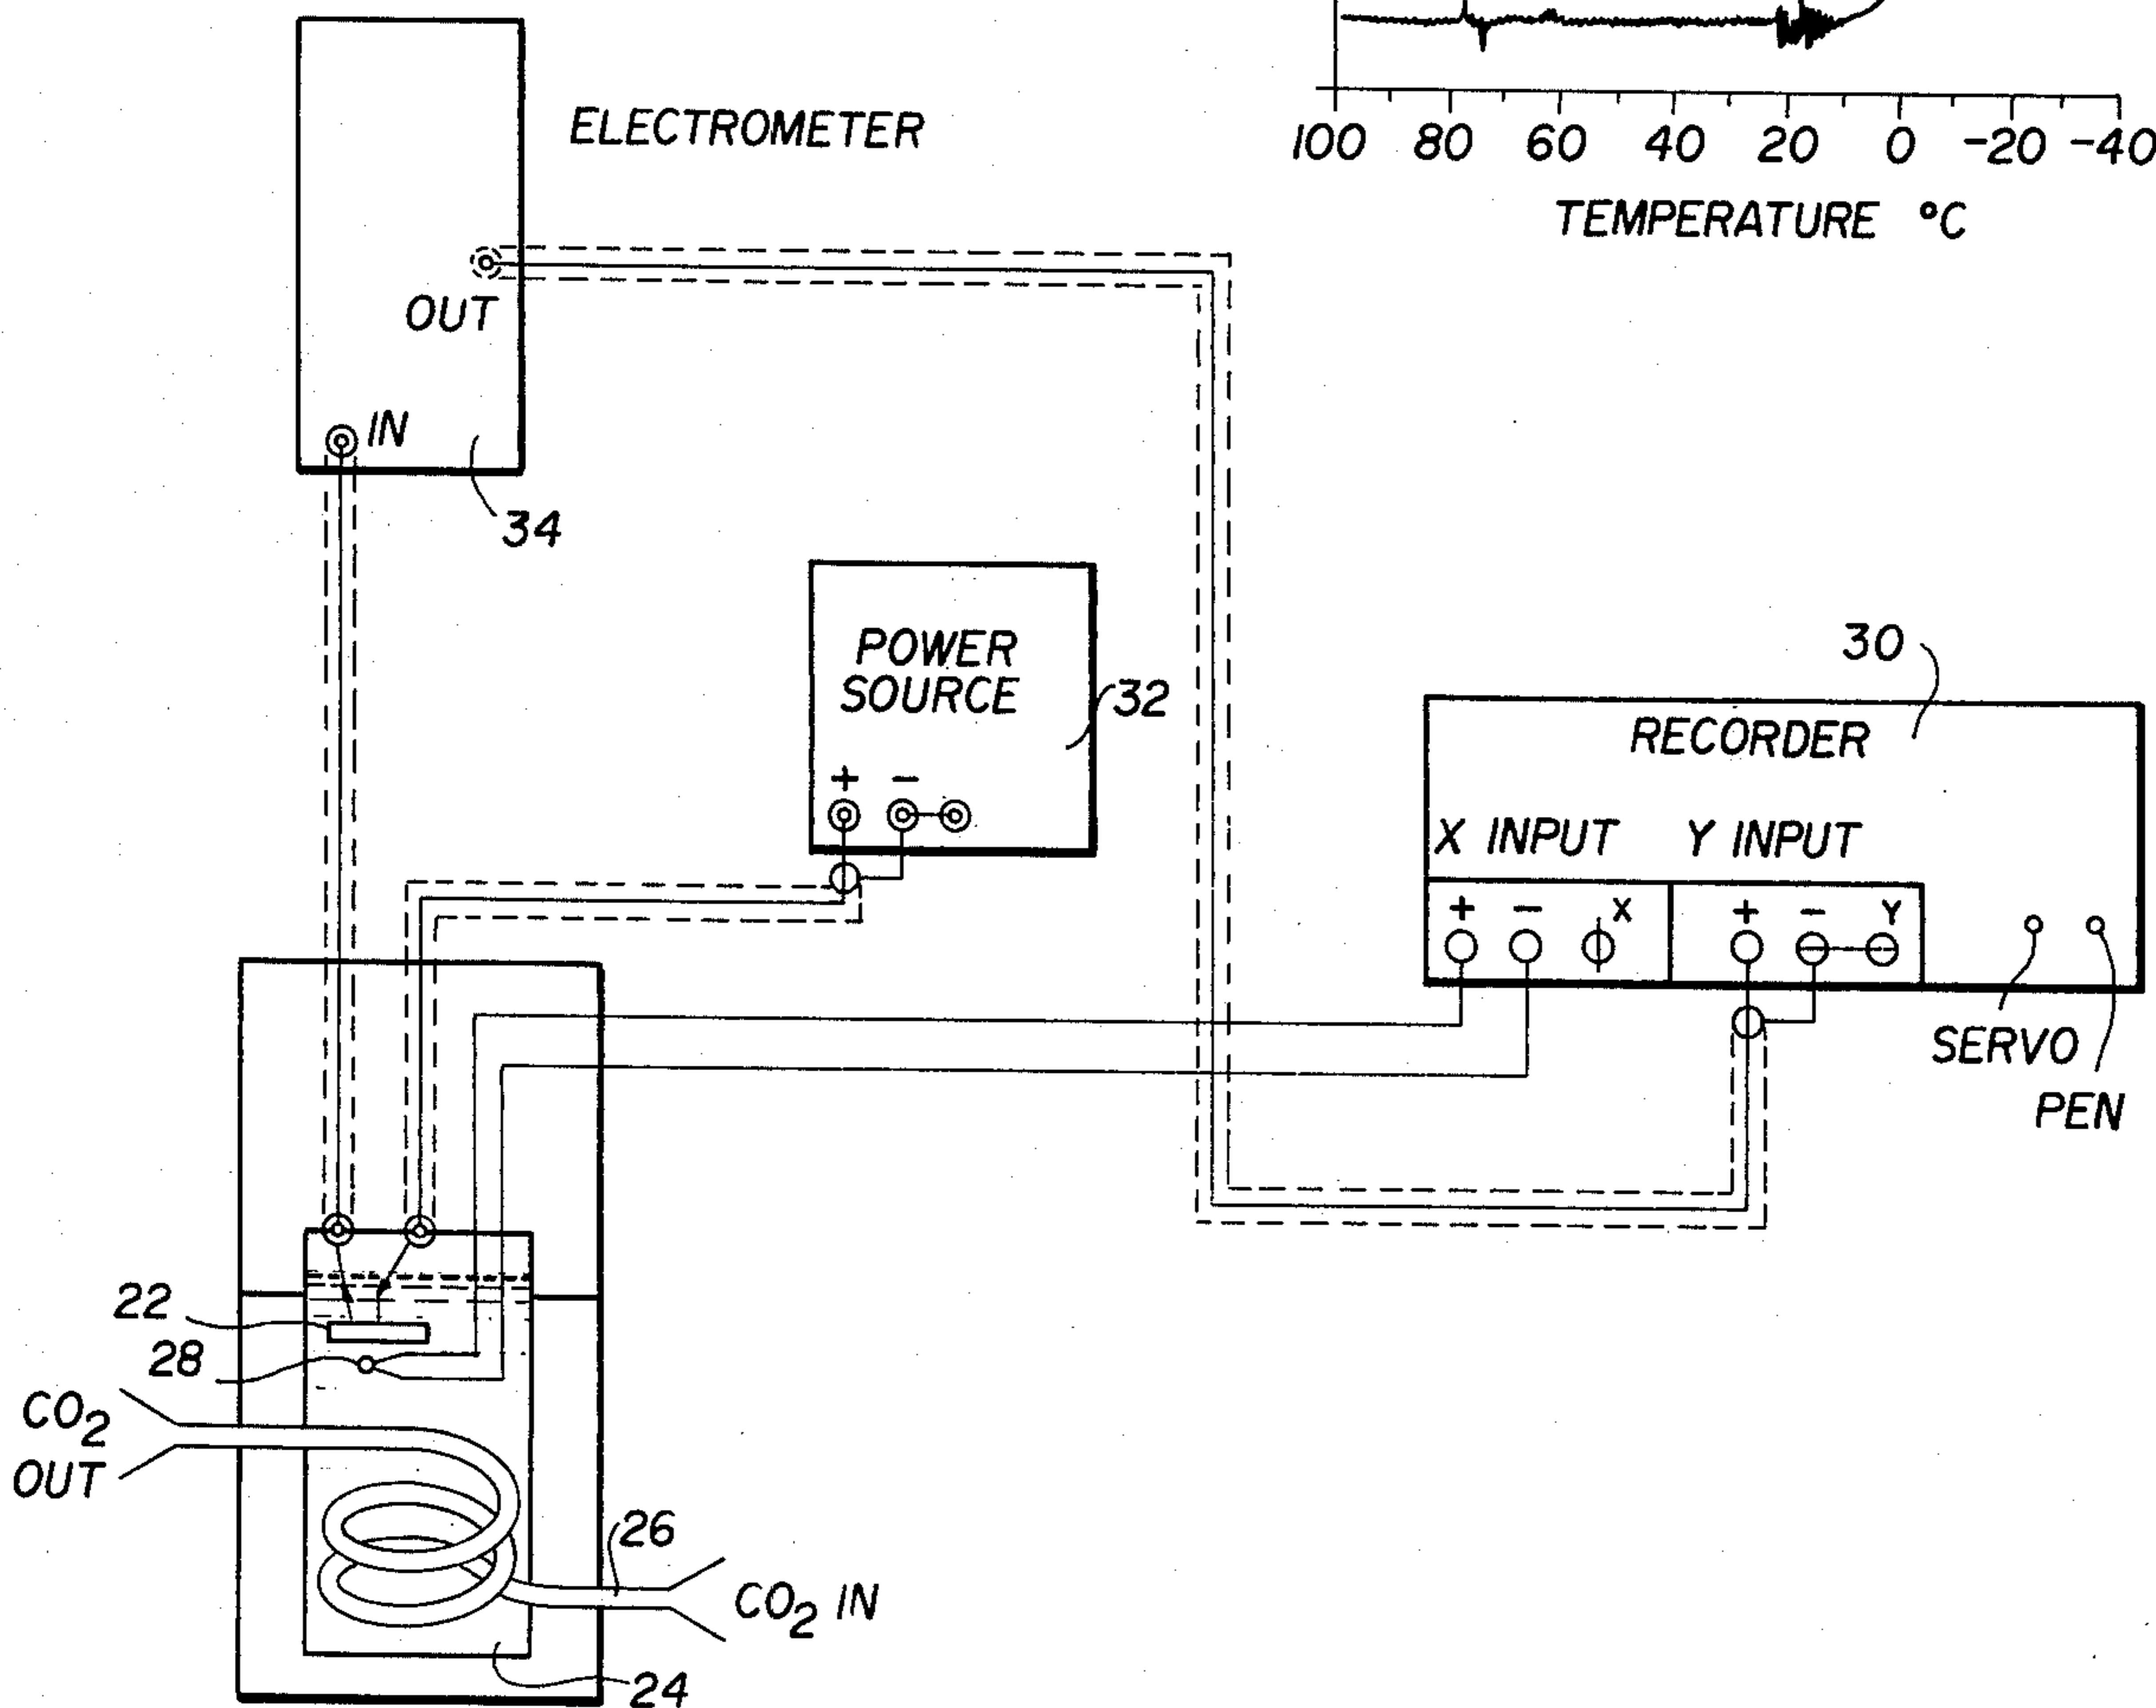 100 80 60 40 20 0 -20 -40
TEMPERATURE °C
ELECTROMETER
OUT
IN
34
POWER
SOURCE
32
+ -
30
RECORDER
X INPUT Y INPUT
+ - X + - Y
SERVO
PEN
22
28
CO2
OUT
26
CO2 IN
24